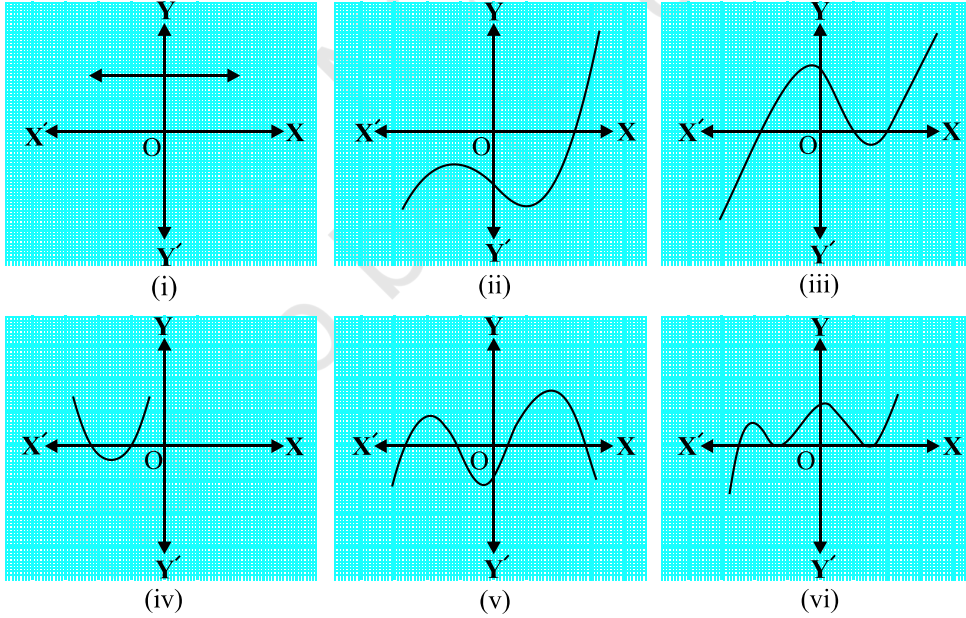 Y Y Y
X′ X X′ X X′ X
O O O
Y′ Y′ Y′
(i) (ii) (iii)
Y Y Y
X′ X X′ X X′ X
O O O
Y′ Y′ Y′
(iv) (v) (vi)